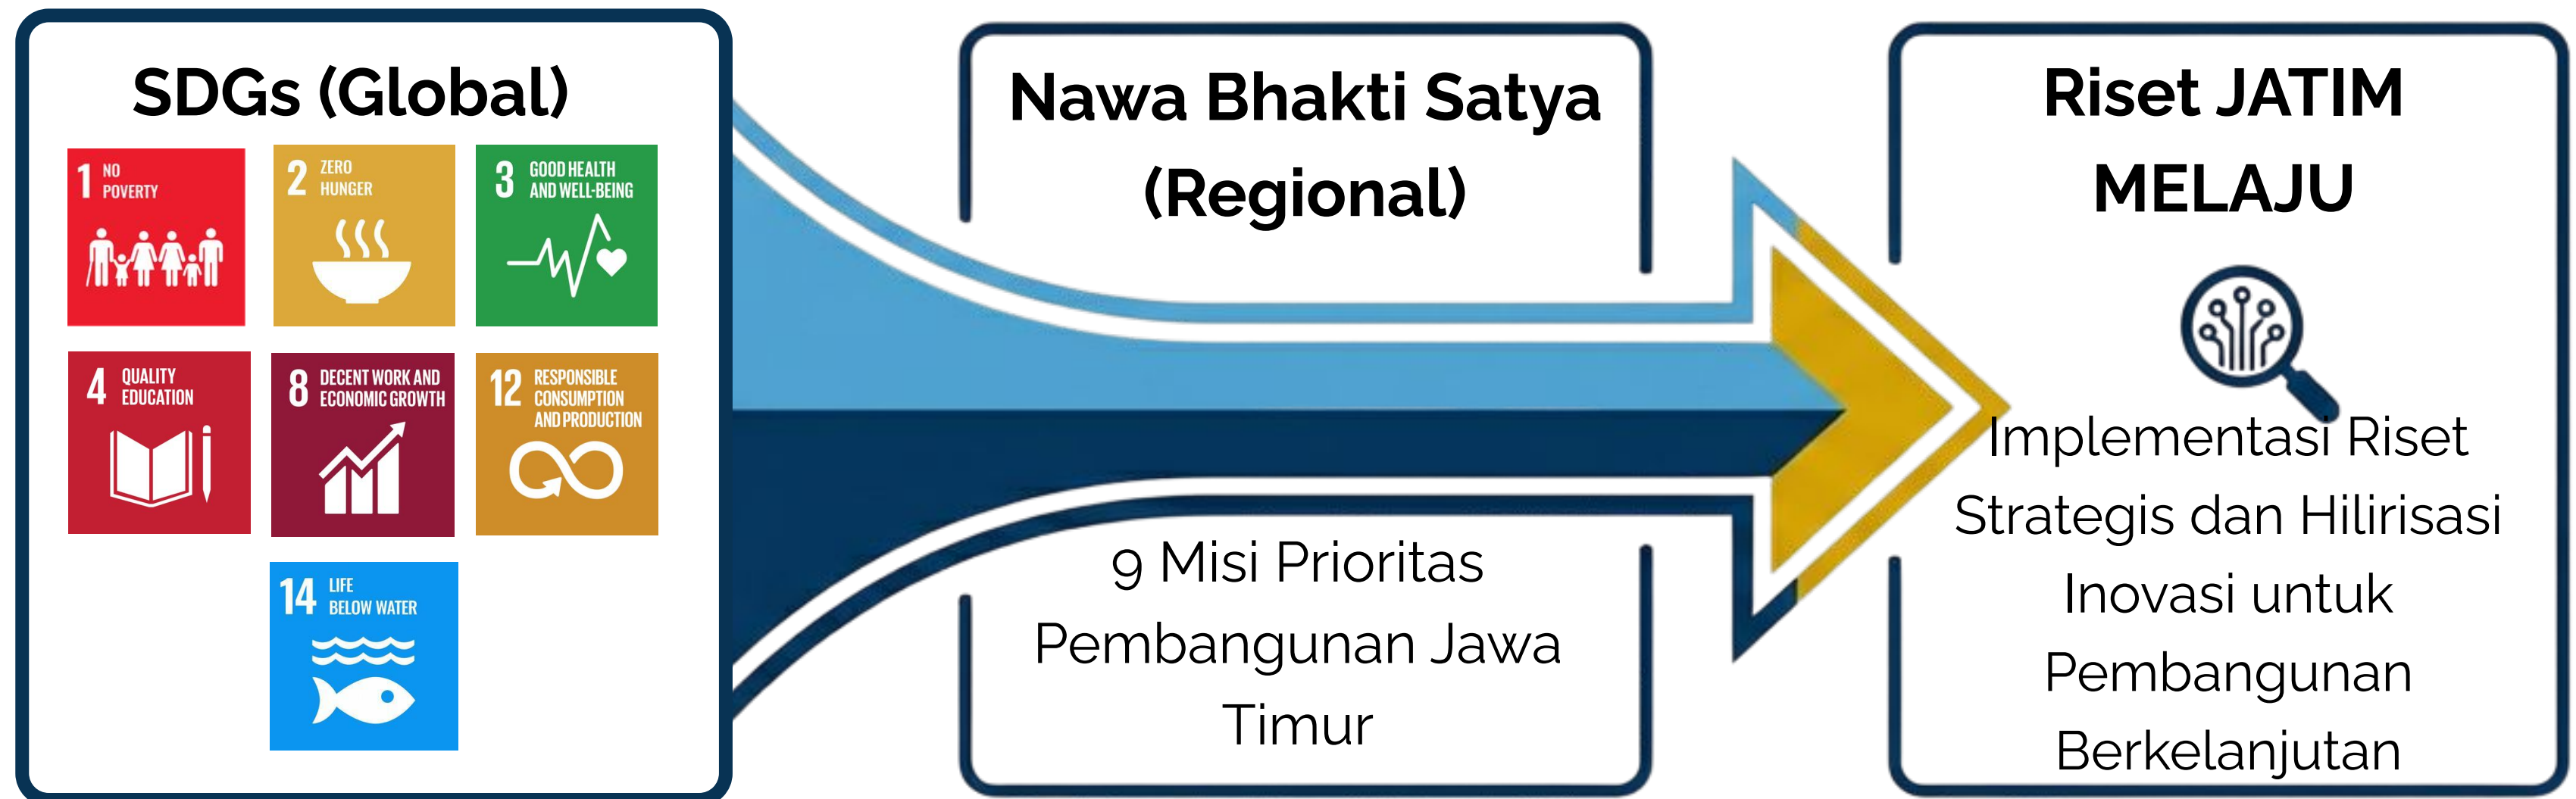 SDGs (Global)
1 NO
POVERTY
2 ZERO
HUNGER
3 GOOD HEALTH
AND WELL-BEING
4 QUALITY
EDUCATION
8 DECENT WORK AND
ECONOMIC GROWTH
12 RESPONSIBLE
CONSUMPTION
AND PRODUCTION
14 LIFE
BELOW WATER
Nawa Bhakti Satya
(Regional)
9 Misi Prioritas
Pembangunan Jawa
Timur
Riset JATIM
MELAJU
Implementasi Riset
Strategis dan Hilirisasi
Inovasi untuk
Pembangunan
Berkelanjutan